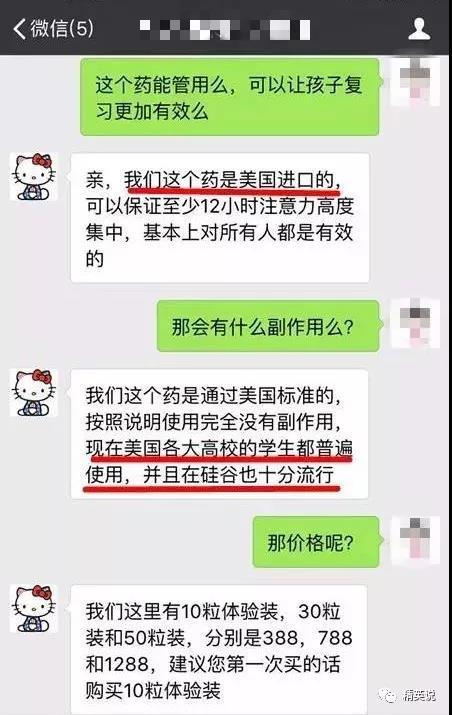 微信(5)
这个药能管用么，可以让孩子复
习更加有效么
亲，我们这个药是美国进口的，
可以保证至少12小时注意力高度
集中，基本上对所有人都是有效
的
那会有什么副作用么？
我们这个药是通过美国标准的，
按照说明使用完全没有副作用，
现在美国各大高校的学生都普遍
使用，并且在硅谷也十分流行
那价格呢？
我们这里有10粒体验装，30粒
装和50粒装，分别是388，788
和1288，建议您第一次买的话
购买10粒体验装
精英说